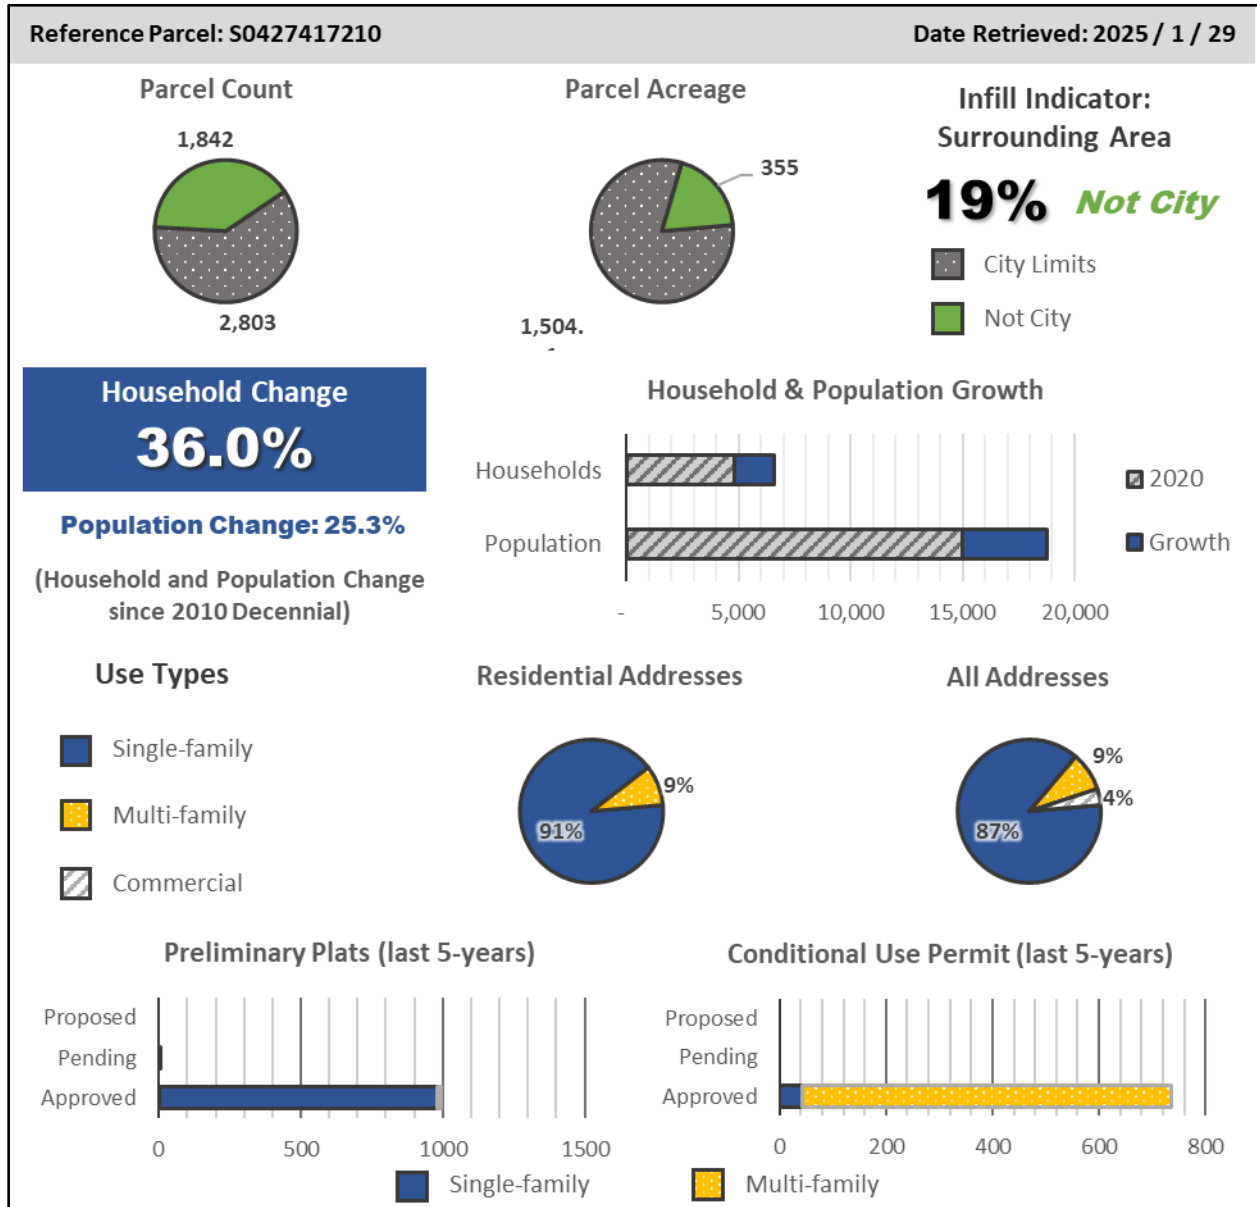 Reference Parcel: S0427417210
Date Retrieved: 2025 / 1 / 29
Parcel Count
1,842
2,803
Parcel Acreage
355
1,504.
Infill Indicator:
Surrounding Area
19% Not City
City Limits
Not City
Household Change
36.0%
Population Change: 25.3%
(Household and Population Change
since 2010 Decennial)
Household & Population Growth
Households
Population
-
5,000
10,000
15,000
20,000
2020
Growth
Use Types
Single-family
Multi-family
Commercial
Residential Addresses
9%
91%
All Addresses
9%
4%
87%
Preliminary Plats (last 5-years)
Proposed
Pending
Approved
0
500
1000
1500
Conditional Use Permit (last 5-years)
Proposed
Pending
Approved
0
200
400
600
800
Single-family
Multi-family